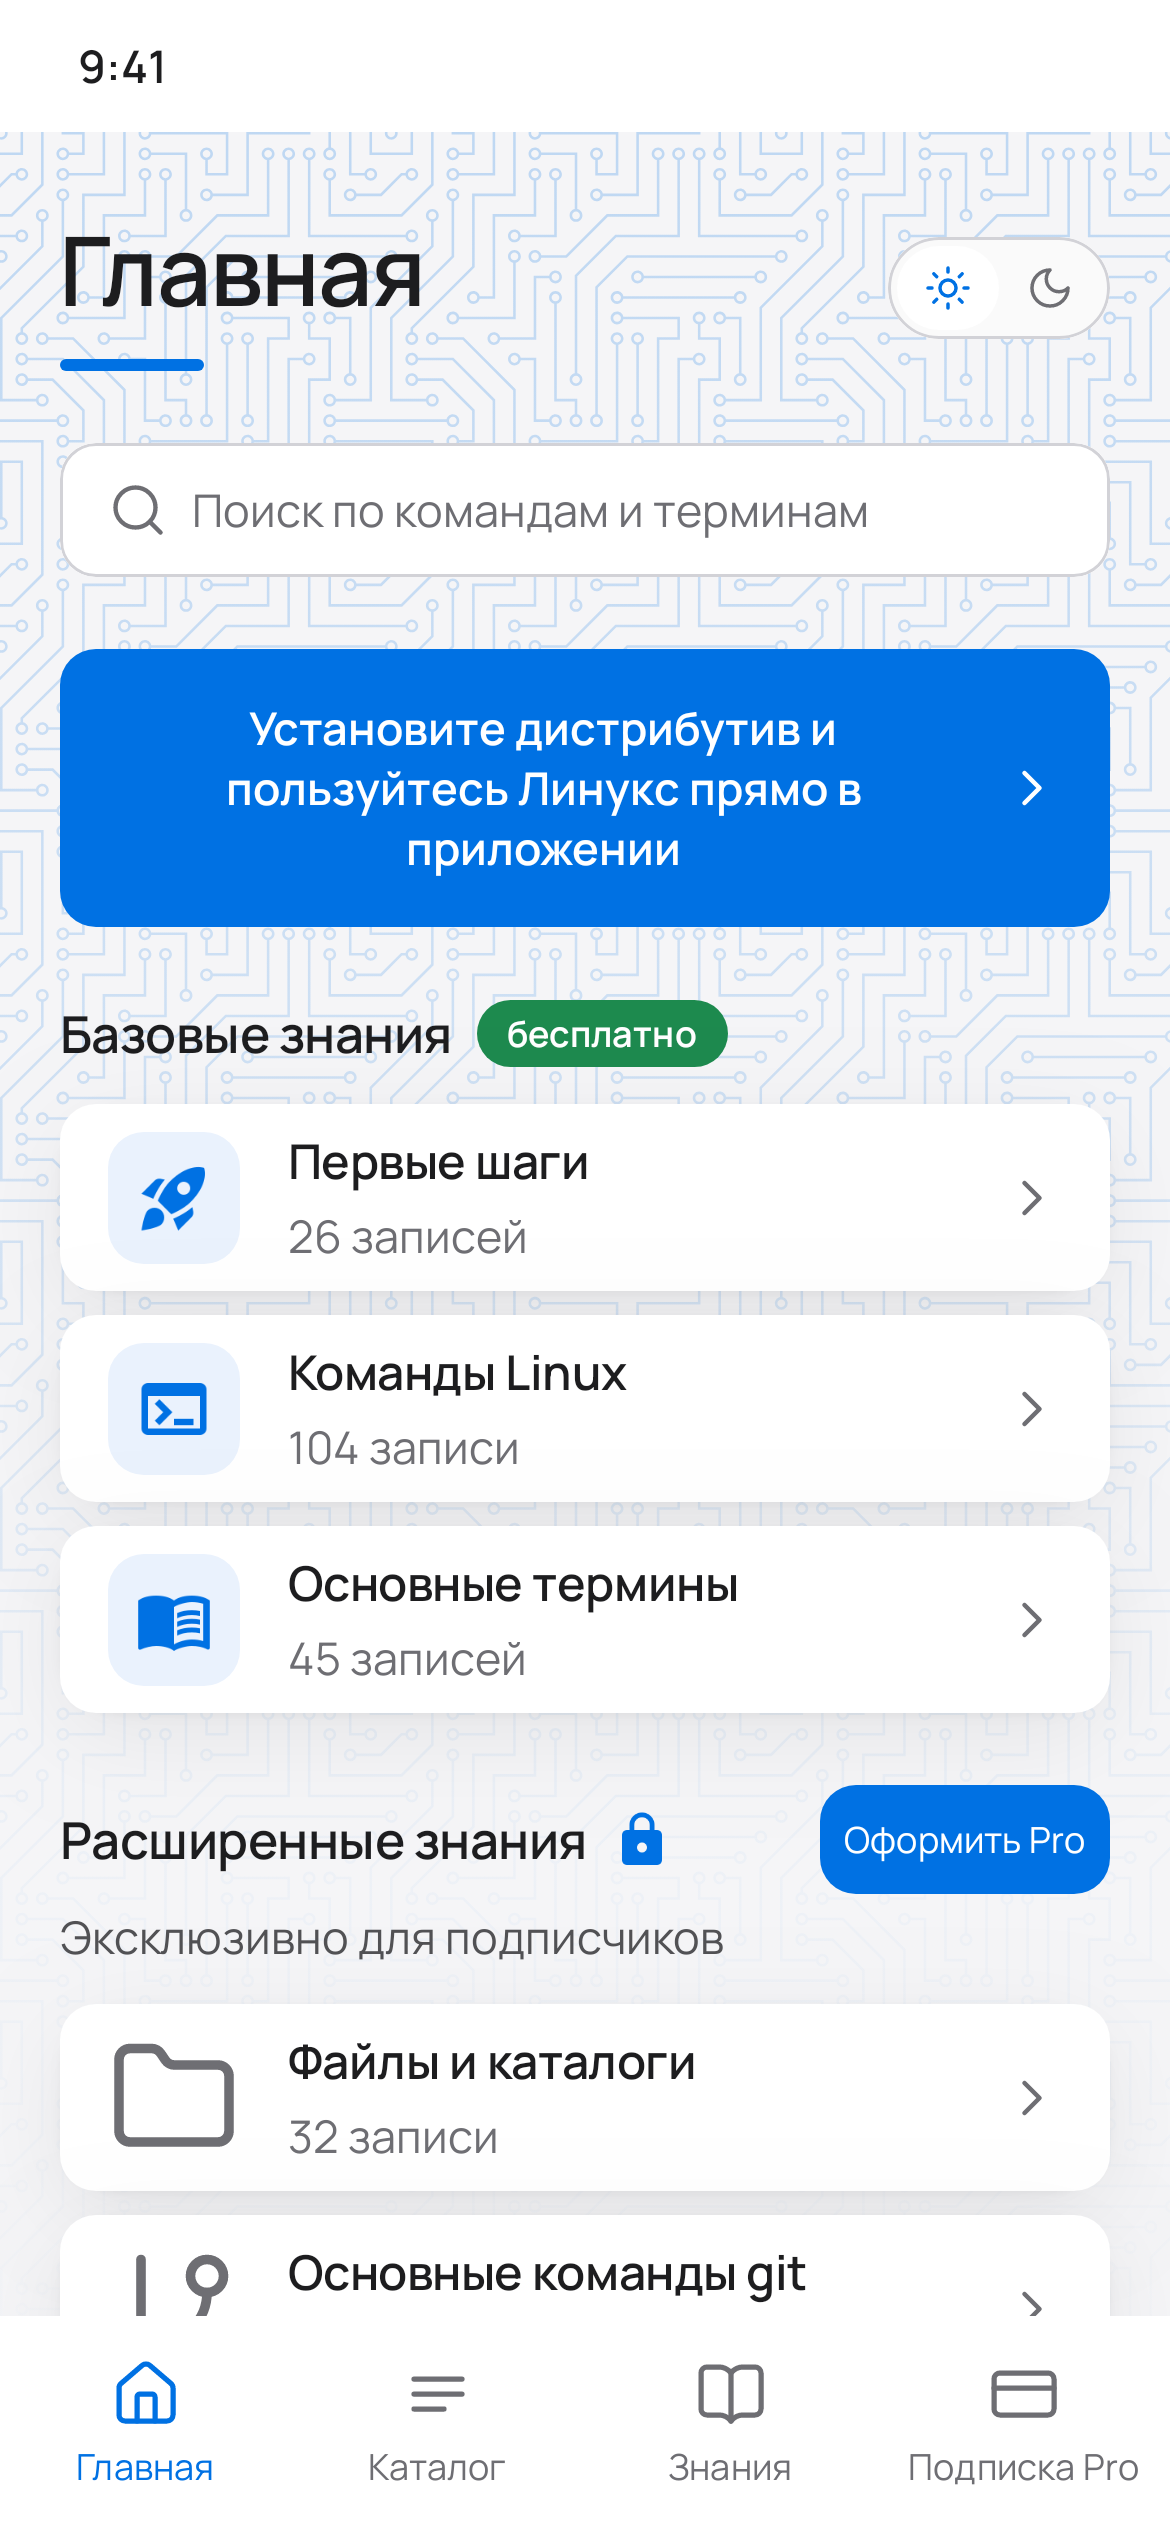 9:41
Главная
Поиск по командам и терминам
Установите дистрибутив и
пользуйтесь Линукс прямо в
приложении
Базовые знания бесплатно
Первые шаги
26 записей
Команды Linux
104 записи
Основные термины
45 записей
Расширенные знания
Оформить Pro
Эксклюзивно для подписчиков
Файлы и каталоги
32 записи
Основные команды git
Главная
Каталог
Знания
Подписка Pro